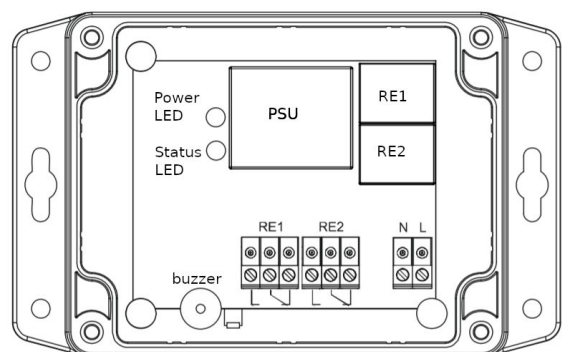 Power
LED
PSU
RE1
Status
LED
RE2
RE1 RE2 N L
buzzer